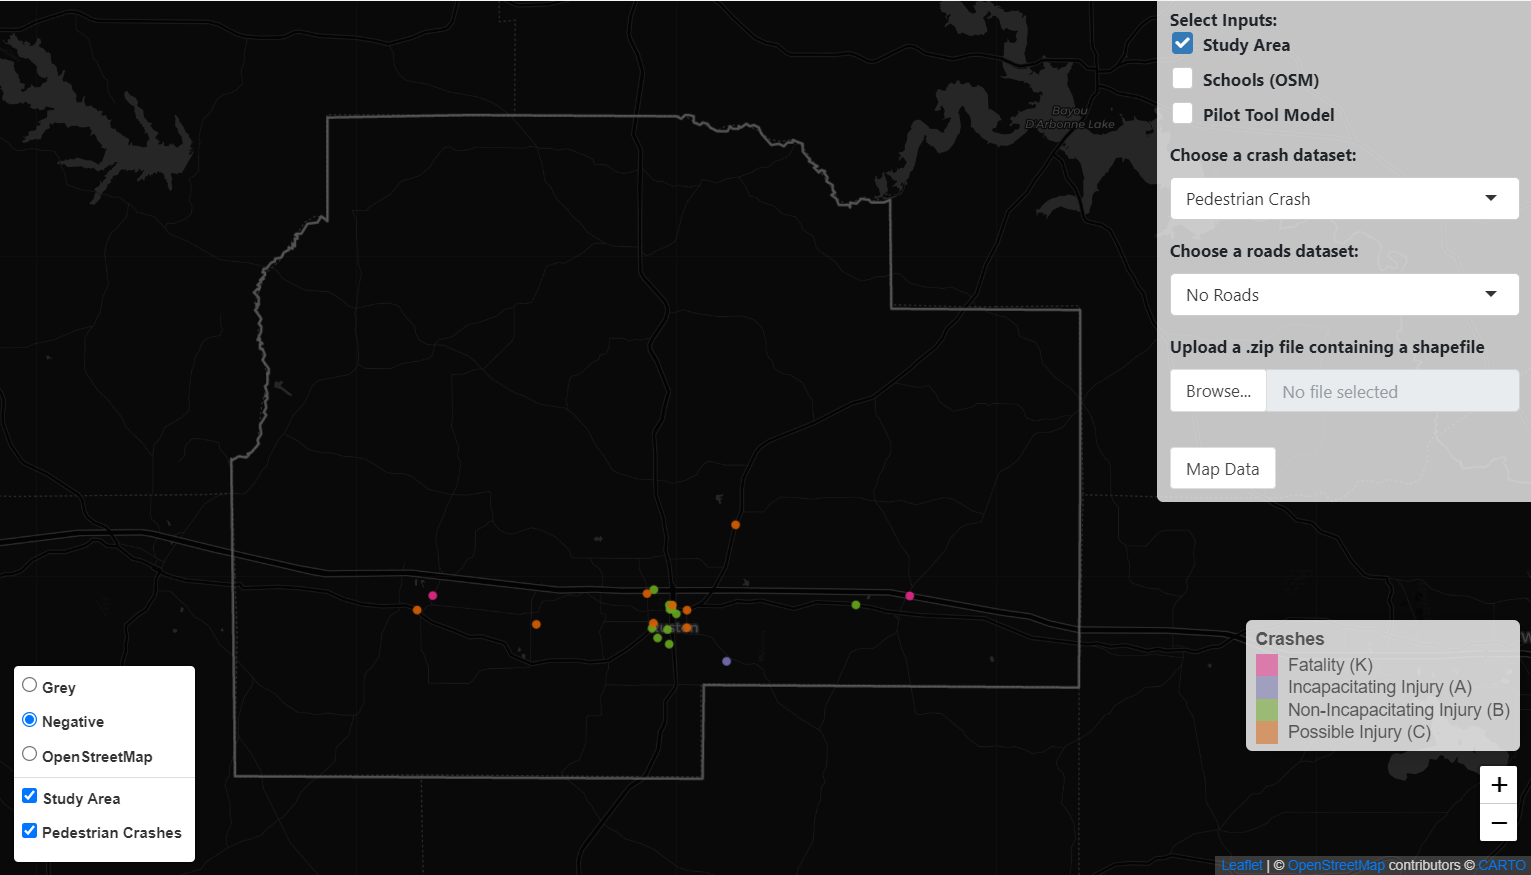 Select Inputs:
Study Area
Schools (OSM)
Pilot Tool Model
Choose a crash dataset:
Pedestrian Crash
Choose a roads dataset:
No Roads
Upload a .zip file containing a shapefile
Browse...
No file selected
Map Data
Bayou
D'Arbonne Lake
Crashes
Fatality (K)
Incapacitating Injury (A)
Non-Incapacitating Injury (B)
Possible Injury (C)
Grey
Negative
OpenStreetMap
Study Area
Pedestrian Crashes
+
−
Leaflet | © OpenStreetMap contributors © CARTO